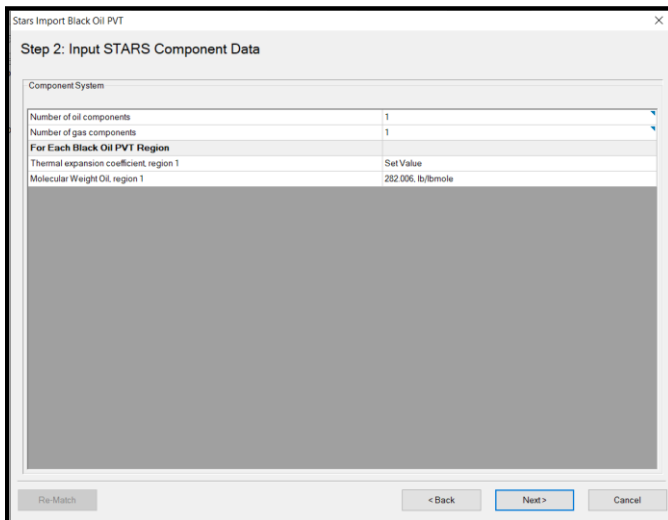 Stars Import Black Oil PVT
Step 2: Input STARS Component Data
Component System
Number of oil components 1
Number of gas components 1
For Each Black Oil PVT Region
Thermal expansion coefficient, region 1 Set Value
Molecular Weight Oil, region 1 282.006, lb/lbmole
Re-Match < Back Next > Cancel